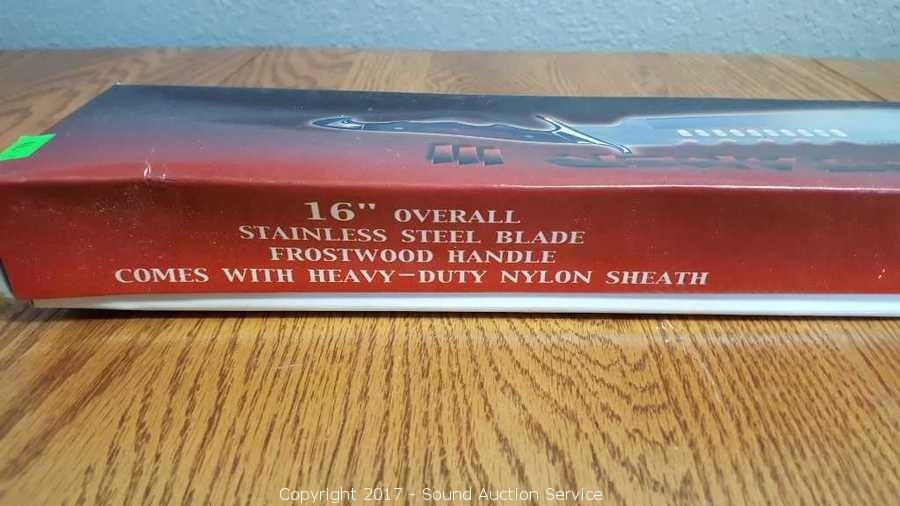 16" OVERALL
STAINLESS STEEL BLADE
FROSTWOOD HANDLE
COMES WITH HEAVY-DUTY NYLON SHEATH
Copyright 2017 - Sound Auction Service